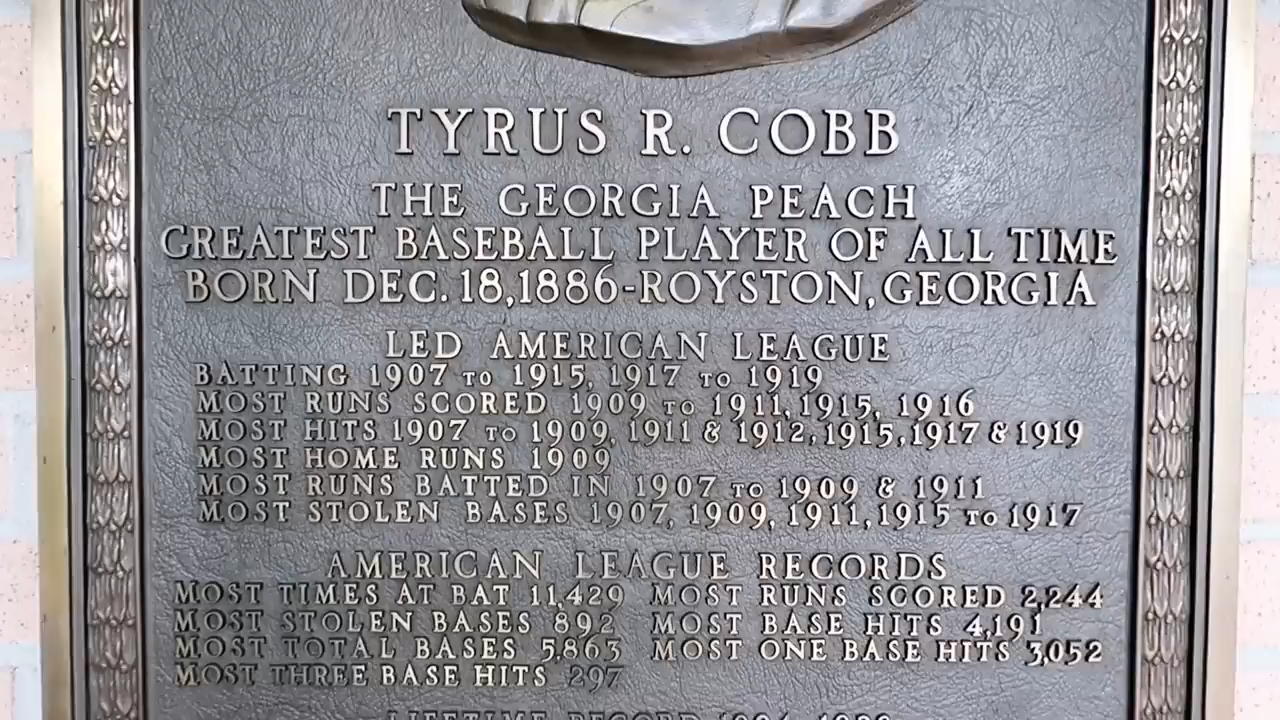 TYRUS R. COBB
THE GEORGIA PEACH
GREATEST BASEBALL PLAYER OF ALL TIME
BORN DEC. 18, 1886-ROYSTON, GEORGIA
LED AMERICAN LEAGUE
BATTING 1907 TO 1915, 1917 TO 1919
MOST RUNS SCORED 1909 TO 1911, 1915, 1916
MOST HITS 1907 TO 1909, 1911 & 1912, 1915, 1917 & 1919
MOST HOME RUNS 1909
MOST RUNS BATTED IN 1907 TO 1909 & 1911
MOST STOLEN BASES 1907, 1909, 1911, 1915 TO 1917
AMERICAN LEAGUE RECORDS
MOST TIMES AT BAT 11,429 MOST RUNS SCORED 2,244
MOST STOLEN BASES 892 MOST BASE HITS 4,191
MOST TOTAL BASES 5,863 MOST ONE BASE HITS 3,052
MOST THREE BASE HITS 297
LIFETIME RECORD